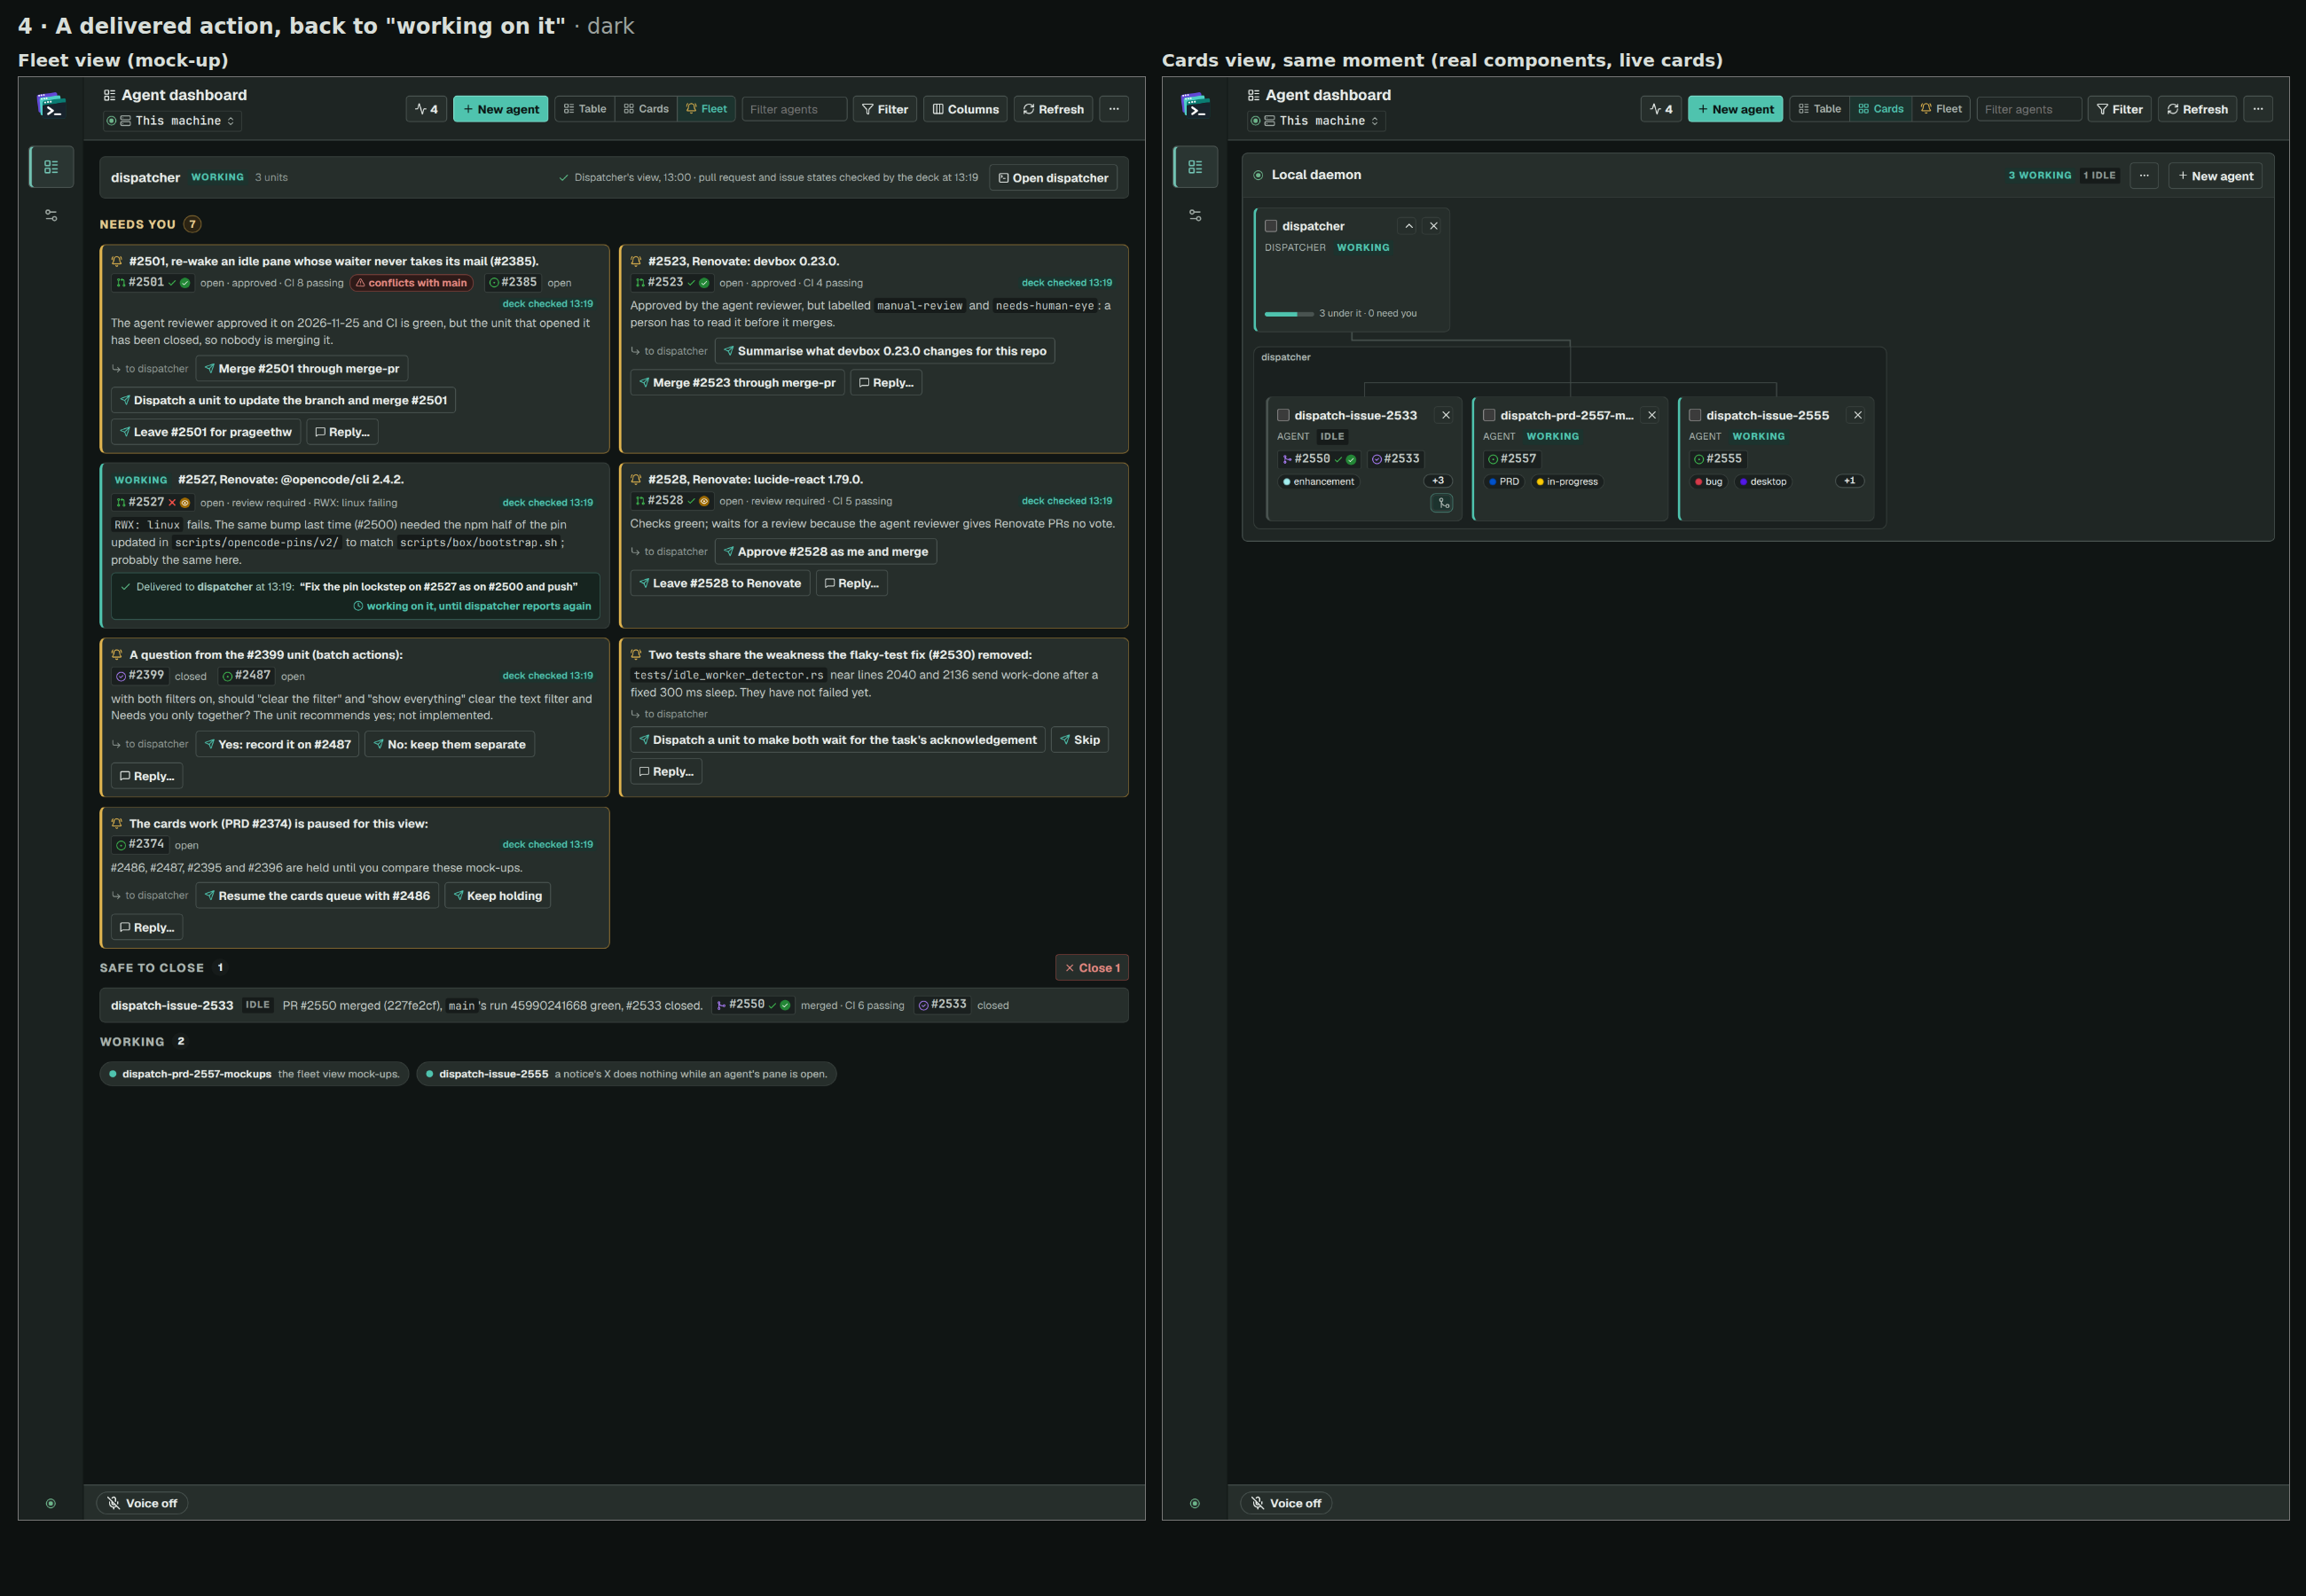 4 · A delivered action, back to "working on it" · dark
Fleet view (mock-up)
Agent dashboard
This machine
4
+ New agent
Table
Cards
Fleet
Filter agents
Filter
Columns
Refresh
...
dispatcher WORKING 3 units
Dispatcher's view, 13:00 · pull request and issue states checked by the deck at 13:19
Open dispatcher
NEEDS YOU 7
#2501, re-wake an idle pane whose waiter never takes its mail (#2385).
#2501 open · approved · CI 8 passing conflicts with main #2385 open
deck checked 13:19
The agent reviewer approved it on 2026-11-25 and CI is green, but the unit that opened it
has been closed, so nobody is merging it.
to dispatcher Merge #2501 through merge-pr
Dispatch a unit to update the branch and merge #2501
Leave #2501 for prageethw Reply...
#2523, Renovate: devbox 0.23.0.
#2523 open · approved · CI 4 passing deck checked 13:19
Approved by the agent reviewer, but labelled manual-review and needs-human-eye: a
person has to read it before it merges.
to dispatcher Summarise what devbox 0.23.0 changes for this repo
Merge #2523 through merge-pr Reply...
WORKING #2527, Renovate: @opencode/cli 2.4.2.
#2527 open · review required · RWX: linux failing deck checked 13:19
RWX: linux fails. The same bump last time (#2500) needed the npm half of the pin
updated in scripts/opencode-pins/v2/ to match scripts/box/bootstrap.sh;
probably the same here.
Delivered to dispatcher at 13:19: “Fix the pin lockstep on #2527 as on #2500 and push”
working on it, until dispatcher reports again
#2528, Renovate: lucide-react 1.79.0.
#2528 open · review required · CI 5 passing deck checked 13:19
Checks green; waits for a review because the agent reviewer gives Renovate PRs no vote.
to dispatcher Approve #2528 as me and merge
Leave #2528 to Renovate Reply...
A question from the #2399 unit (batch actions):
#2399 closed #2487 open deck checked 13:19
with both filters on, should "clear the filter" and "show everything" clear the text filter and
Needs you only together? The unit recommends yes; not implemented.
to dispatcher Yes: record it on #2487 No: keep them separate
Reply...
Two tests share the weakness the flaky-test fix (#2530) removed:
tests/idle_worker_detector.rs near lines 2040 and 2136 send work-done after a
fixed 300 ms sleep. They have not failed yet.
to dispatcher
Dispatch a unit to make both wait for the task's acknowledgement Skip
Reply...
The cards work (PRD #2374) is paused for this view:
#2374 open deck checked 13:19
#2486, #2487, #2395 and #2396 are held until you compare these mock-ups.
to dispatcher Resume the cards queue with #2486 Keep holding
Reply...
SAFE TO CLOSE 1
Close 1
dispatch-issue-2533 IDLE PR #2550 merged (227fe2cf), main's run 45990241668 green, #2533 closed. #2550 merged · CI 6 passing #2533 closed
WORKING 2
dispatch-prd-2557-mockups the fleet view mock-ups.
dispatch-issue-2555 a notice's X does nothing while an agent's pane is open.
Voice off
Cards view, same moment (real components, live cards)
Agent dashboard
This machine
4
+ New agent
Table
Cards
Fleet
Filter agents
Filter
Refresh
...
Local daemon
3 WORKING 1 IDLE
...
+ New agent
dispatcher
DISPATCHER WORKING
3 under it · 0 need you
dispatcher
dispatch-issue-2533
AGENT IDLE
#2550 #2533
enhancement +3
dispatch-prd-2557-m...
AGENT WORKING
#2557
PRD in-progress
dispatch-issue-2555
AGENT WORKING
#2555
bug desktop +1
Voice off